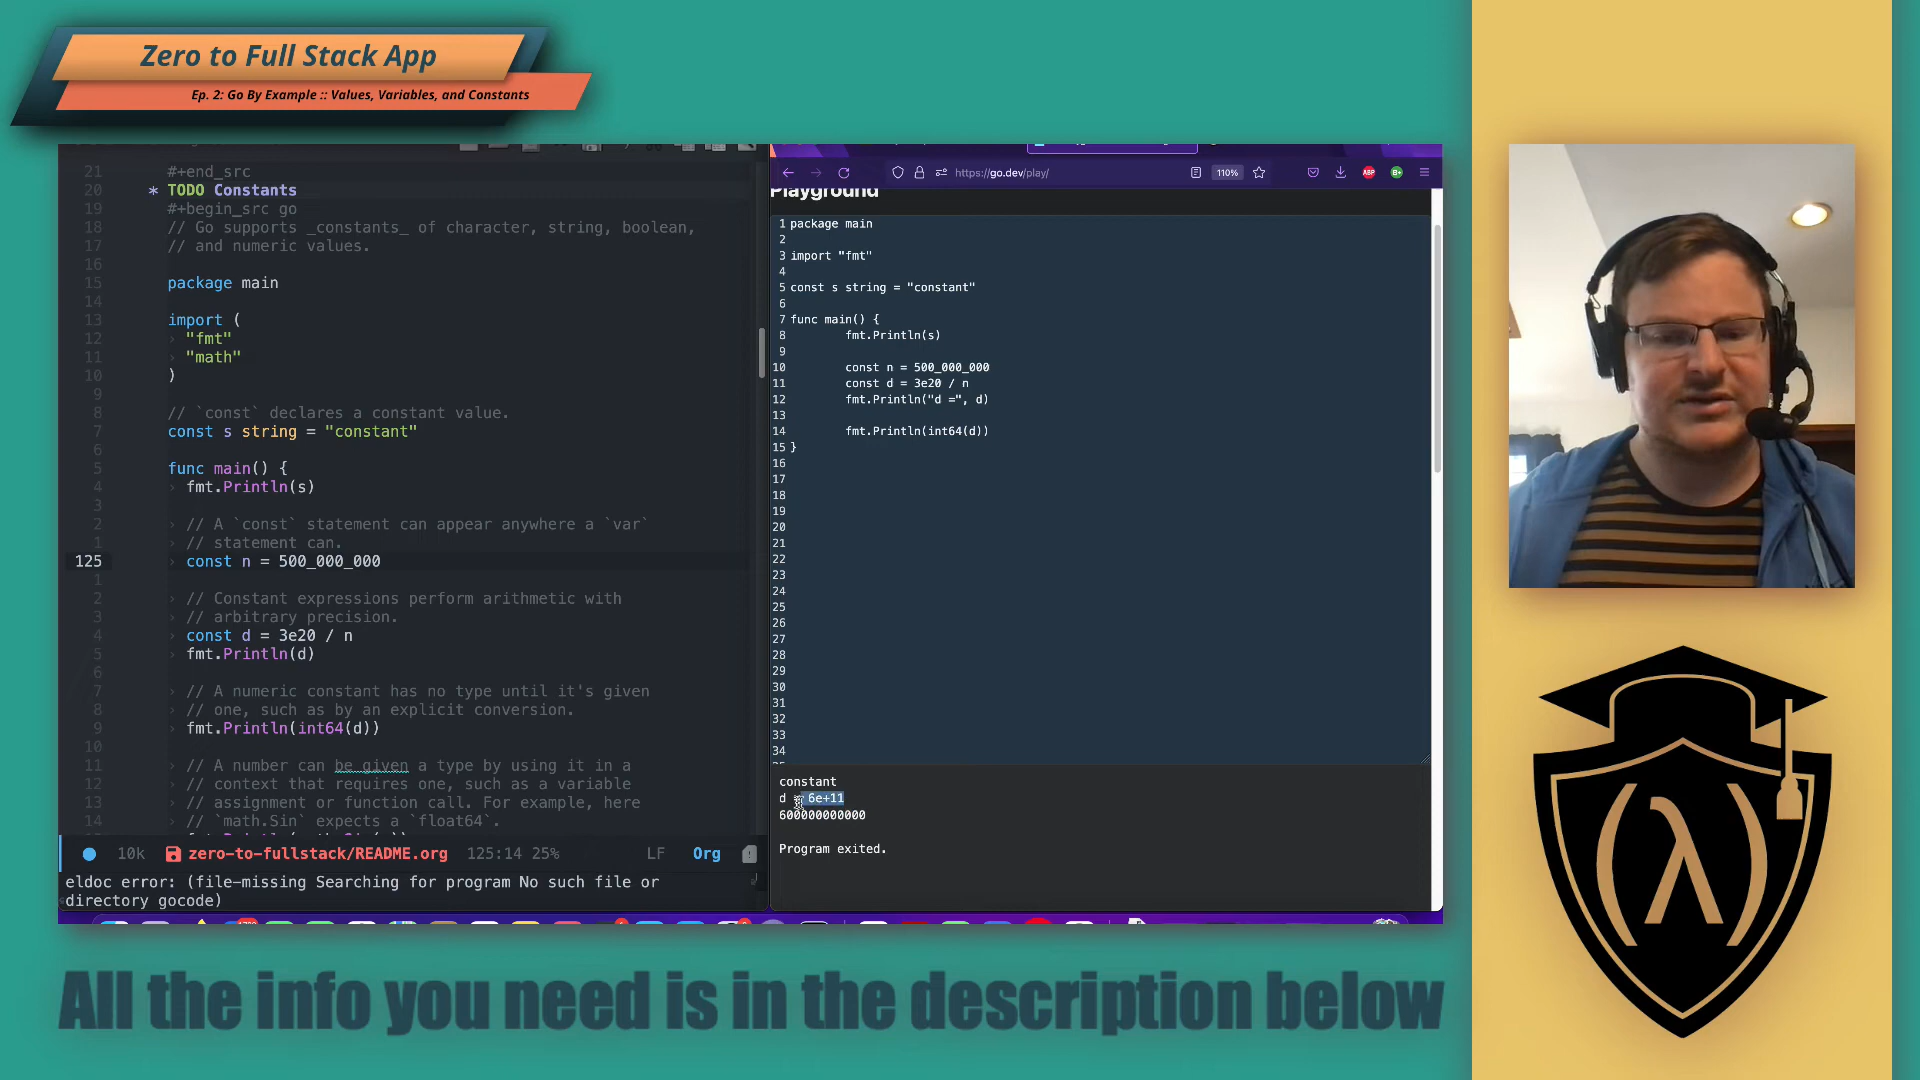 Zero to Full Stack App
Ep. 2: Go By Example :: Values, Variables, and Constants
21 #+end_src
20 * TODO Constants
19 #+begin_src go
18 // Go supports _constants_ of character, string, boolean,
17 // and numeric values.
16
15 package main
14
13 import (
12 "fmt"
11 "math"
10 )
9
8 // `const` declares a constant value.
7 const s string = "constant"
6
5 func main() {
4 fmt.Println(s)
3
2 // A `const` statement can appear anywhere a `var`
1 // statement can.
125 const n = 500_000_000
1
2 // Constant expressions perform arithmetic with
3 // arbitrary precision.
4 const d = 3e20 / n
5 fmt.Println(d)
6
7 // A numeric constant has no type until it's given
8 // one, such as by an explicit conversion.
9 fmt.Println(int64(d))
10
11 // A number can be given a type by using it in a
12 // context that requires one, such as a variable
13 // assignment or function call. For example, here
14 // `math.Sin` expects a `float64`.
10k zero-to-fullstack/README.org 125:14 25% LF Org
eldoc error: (file-missing Searching for program No such file or
directory gocode)
https://go.dev/play/ 110% ABP B+
Playground
1 package main
2
3 import "fmt"
4
5 const s string = "constant"
6
7 func main() {
8 fmt.Println(s)
9
10 const n = 500_000_000
11 const d = 3e20 / n
12 fmt.Println("d =", d)
13
14 fmt.Println(int64(d))
15 }
16
17
18
19
20
21
22
23
24
25
26
27
28
29
30
31
32
33
34
constant
d = 6e+11
600000000000
Program exited.
(λ)
All the info you need is in the description below